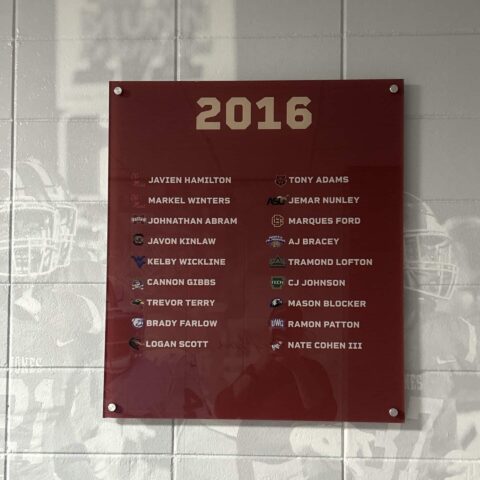 2016
JAVIEN HAMILTON
MARKEL WINTERS
JOHNATHAN ABRAM
JAVON KINLAW
KELBY WICKLINE
CANNON GIBBS
TREVOR TERRY
BRADY FARLOW
LOGAN SCOTT
TONY ADAMS
JEMAR NUNLEY
MARQUES FORD
AJ BRACEY
TRAMOND LOFTON
CJ JOHNSON
MASON BLOCKER
RAMON PATTON
NATE COHEN III